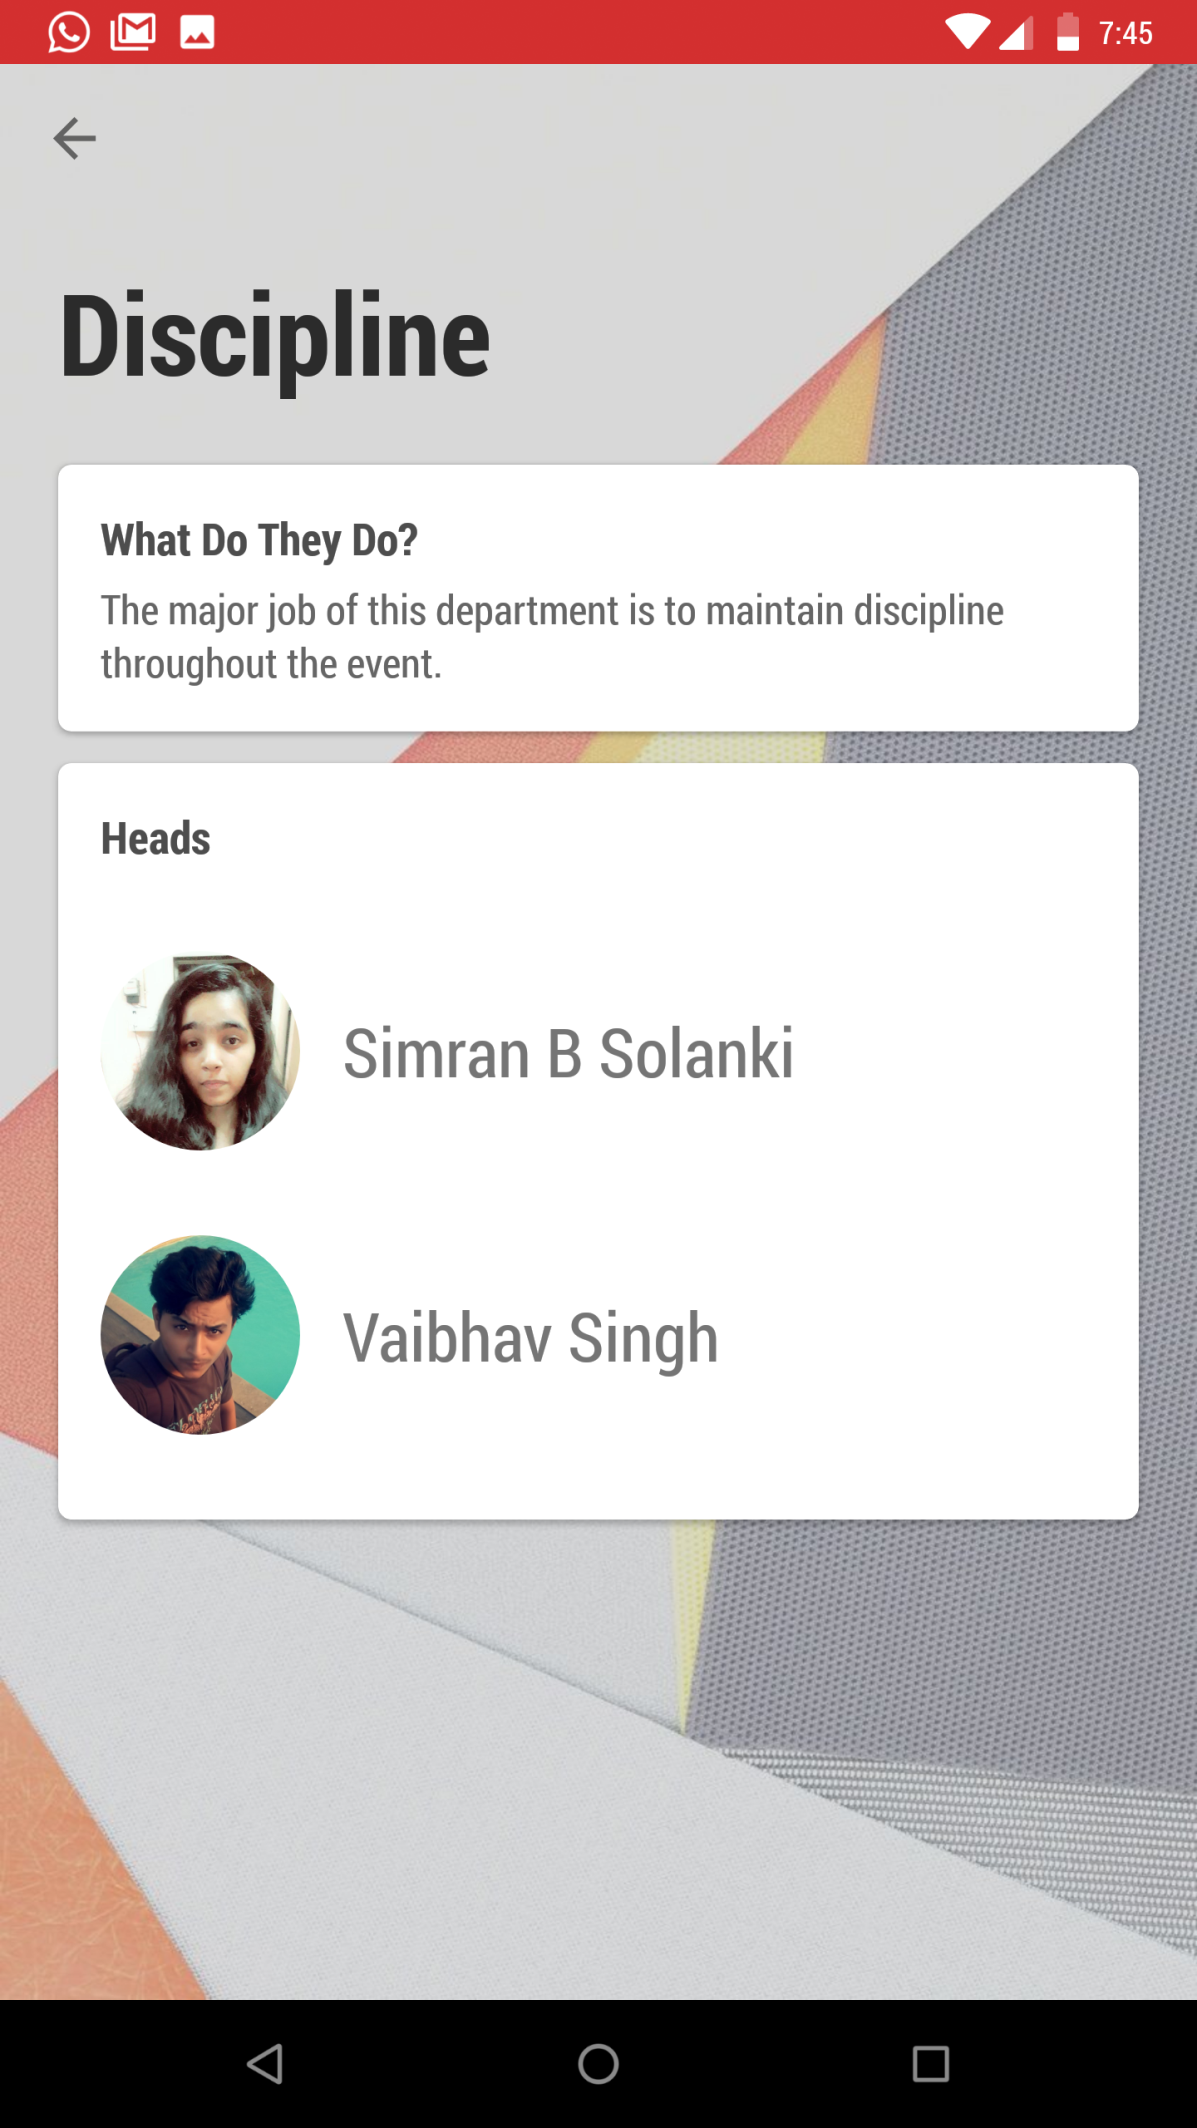 7:45
Discipline
What Do They Do?
The major job of this department is to maintain discipline
throughout the event.
Heads
Simran B Solanki
Vaibhav Singh